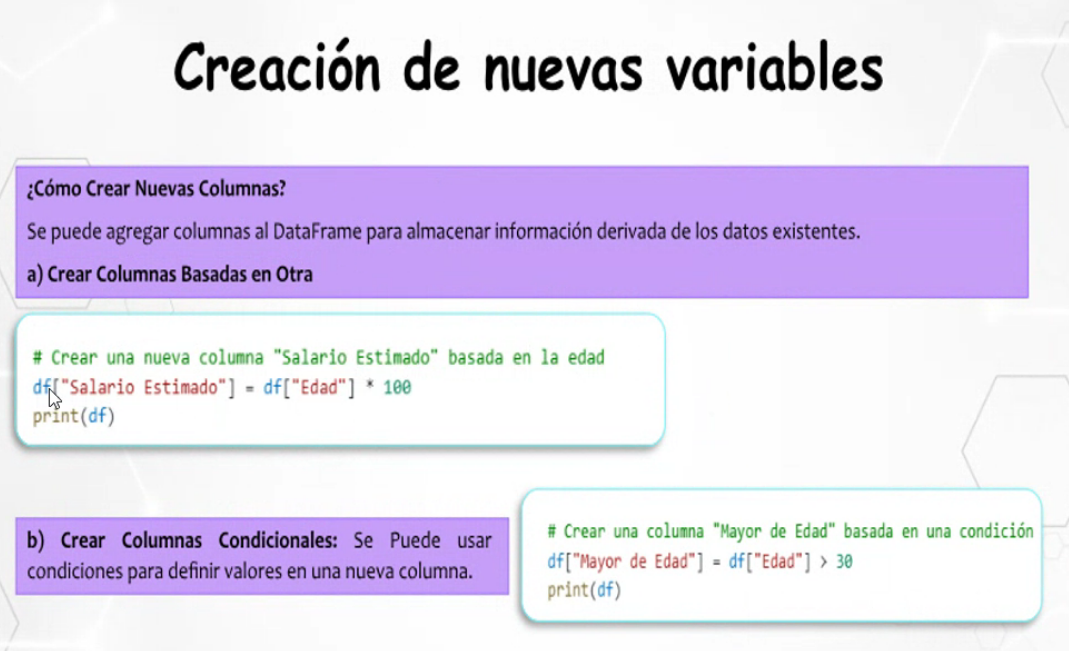 Creación de nuevas variables
¿Cómo Crear Nuevas Columnas?
Se puede agregar columnas al DataFrame para almacenar información derivada de los datos existentes.
a) Crear Columnas Basadas en Otra
# Crear una nueva columna "Salario Estimado" basada en la edad
df["Salario Estimado"] = df["Edad"] * 100
print(df)
b) Crear Columnas Condicionales: Se Puede usar
condiciones para definir valores en una nueva columna.
# Crear una columna "Mayor de Edad" basada en una condición
df["Mayor de Edad"] = df["Edad"] > 30
print(df)